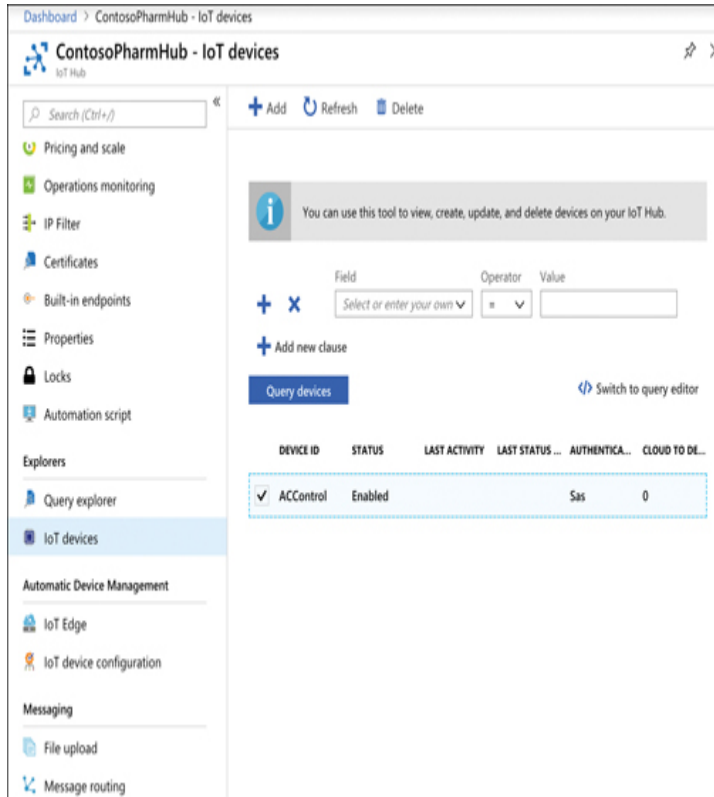 Dashboard > ContosoPharmHub - IoT devices
ContosoPharmHub - IoT devices
IoT Hub
Search (Ctrl+/)
«
Pricing and scale
Operations monitoring
IP Filter
Certificates
Built-in endpoints
Properties
Locks
Automation script
Explorers
Query explorer
IoT devices
Automatic Device Management
IoT Edge
IoT device configuration
Messaging
File upload
Message routing
Add Refresh Delete
You can use this tool to view, create, update, and delete devices on your IoT Hub.
Field Operator Value
Select or enter your own =
Add new clause
Query devices </> Switch to query editor
DEVICE ID STATUS LAST ACTIVITY LAST STATUS ... AUTHENTICA... CLOUD TO DE...
ACControl Enabled Sas 0